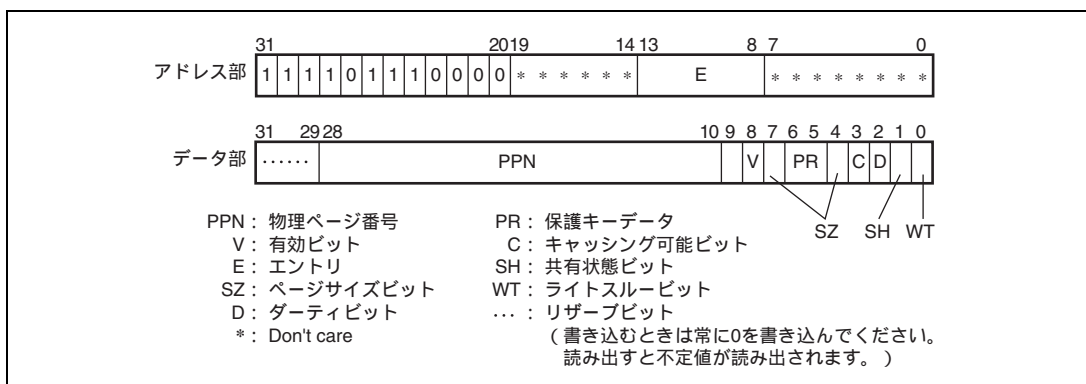 31 20 19 14 13 8 7 0
アドレス部 1 1 1 1 0 1 1 1 0 0 0 0 * * * * * * E * * * * * * * *
31 29 28 10 9 8 7 6 5 4 3 2 1 0
データ部 ...... PPN V PR C D
SZ SH WT
PPN : 物理ページ番号 PR : 保護キーデータ
V : 有効ビット C : キャッシング可能ビット
E : エントリ SH : 共有状態ビット
SZ : ページサイズビット WT : ライトスルービット
D : ダーティビット ... : リザーブビット
* : Don't care (書き込むときは常に0を書き込んでください。
読み出すと不定値が読み出されます。)